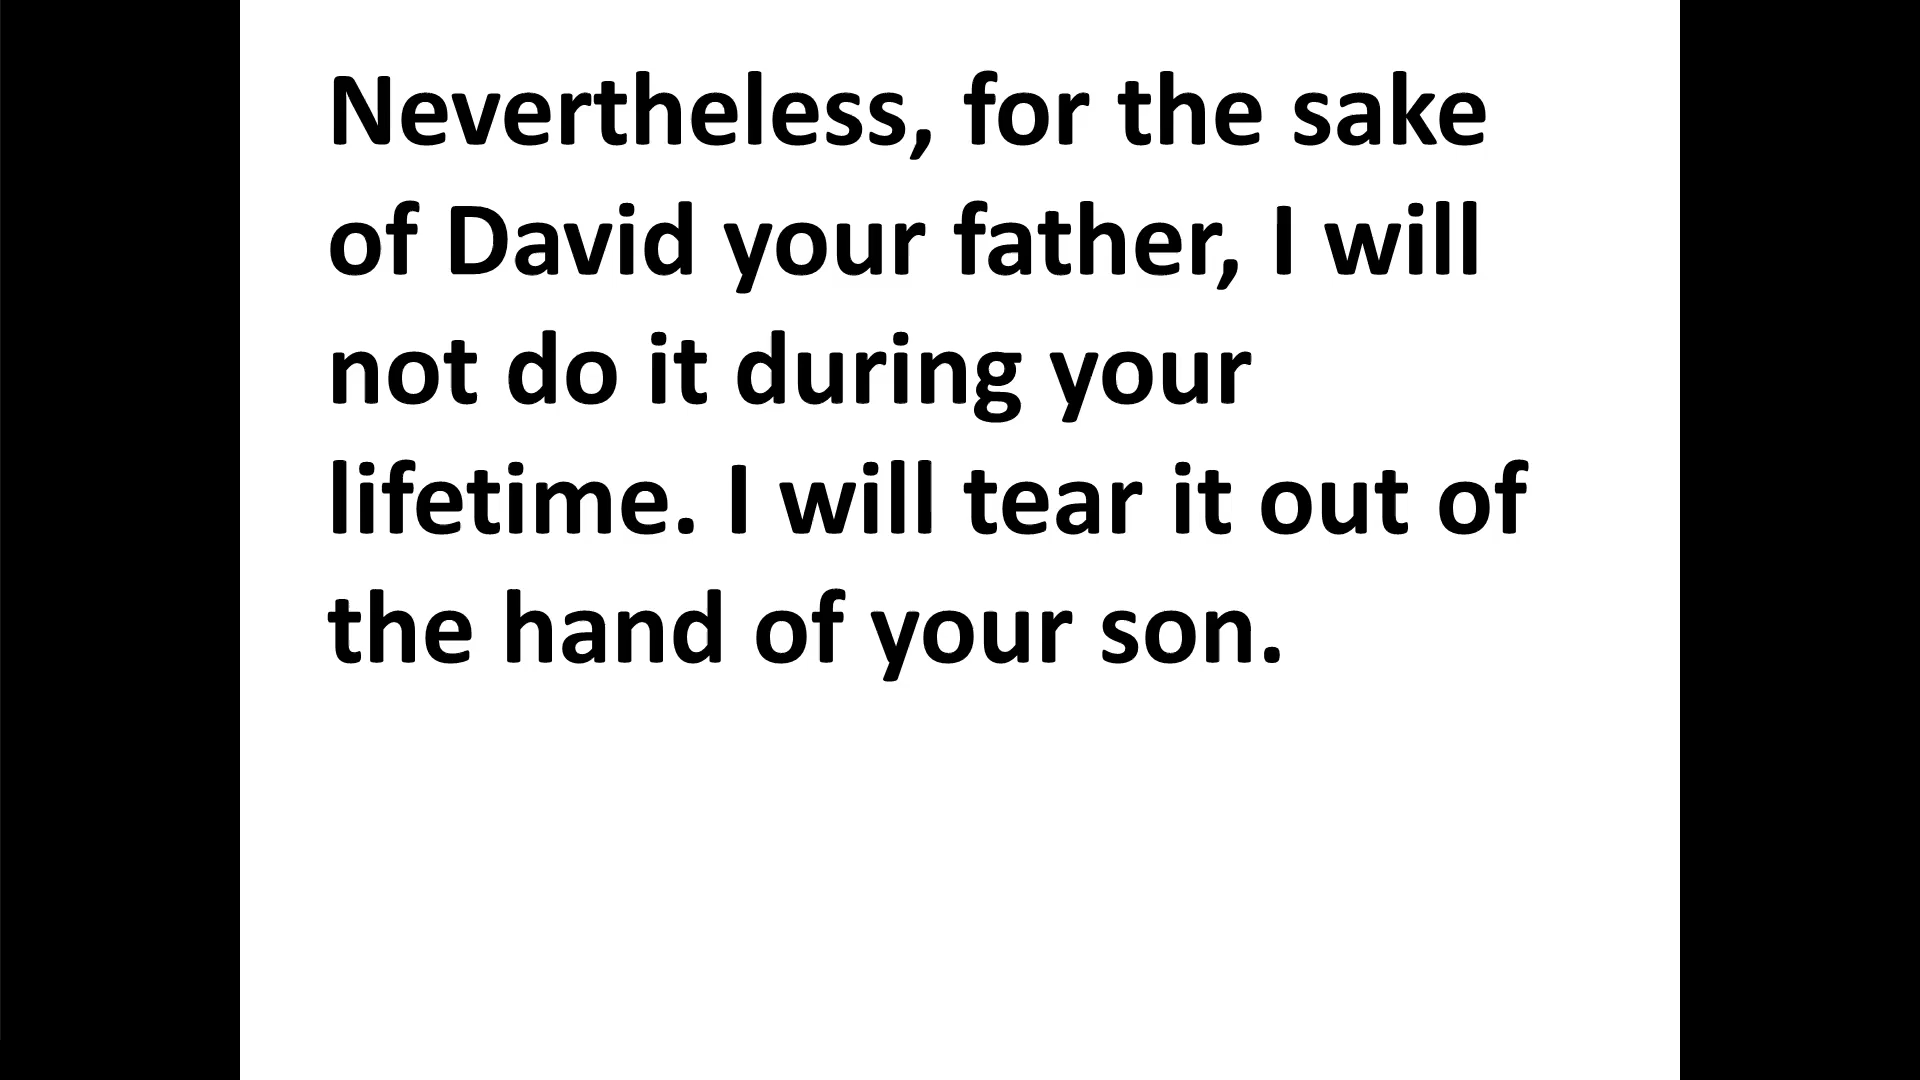 Nevertheless, for the sake
of David your father, I will
not do it during your
lifetime. I will tear it out of
the hand of your son.